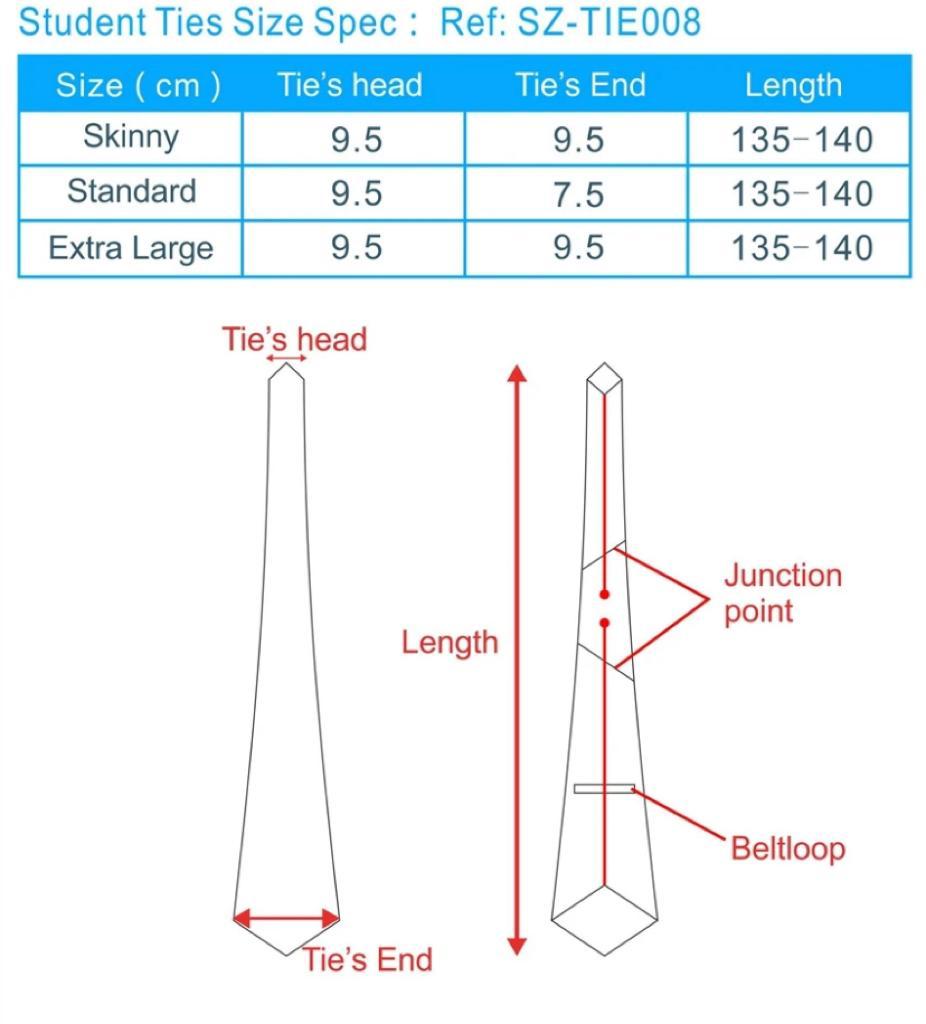 Student Ties Size Spec : Ref: SZ-TIE008
Size ( cm ) Tie's head Tie's End Length
Skinny 9.5 9.5 135-140
Standard 9.5 7.5 135-140
Extra Large 9.5 9.5 135-140
Tie's head
Junction
point
Length
Beltloop
Tie's End